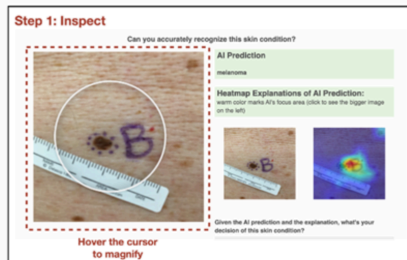 Step 1: Inspect
Can you accurately recognize this skin condition?
AI Prediction
melanoma
Heatmap Explanations of AI Prediction:
warm color marks AI's focus area (click to see the bigger image
on the left)
B
B
Given the AI prediction and the explanation, what's your
decision of this skin condition?
Hover the cursor
to magnify